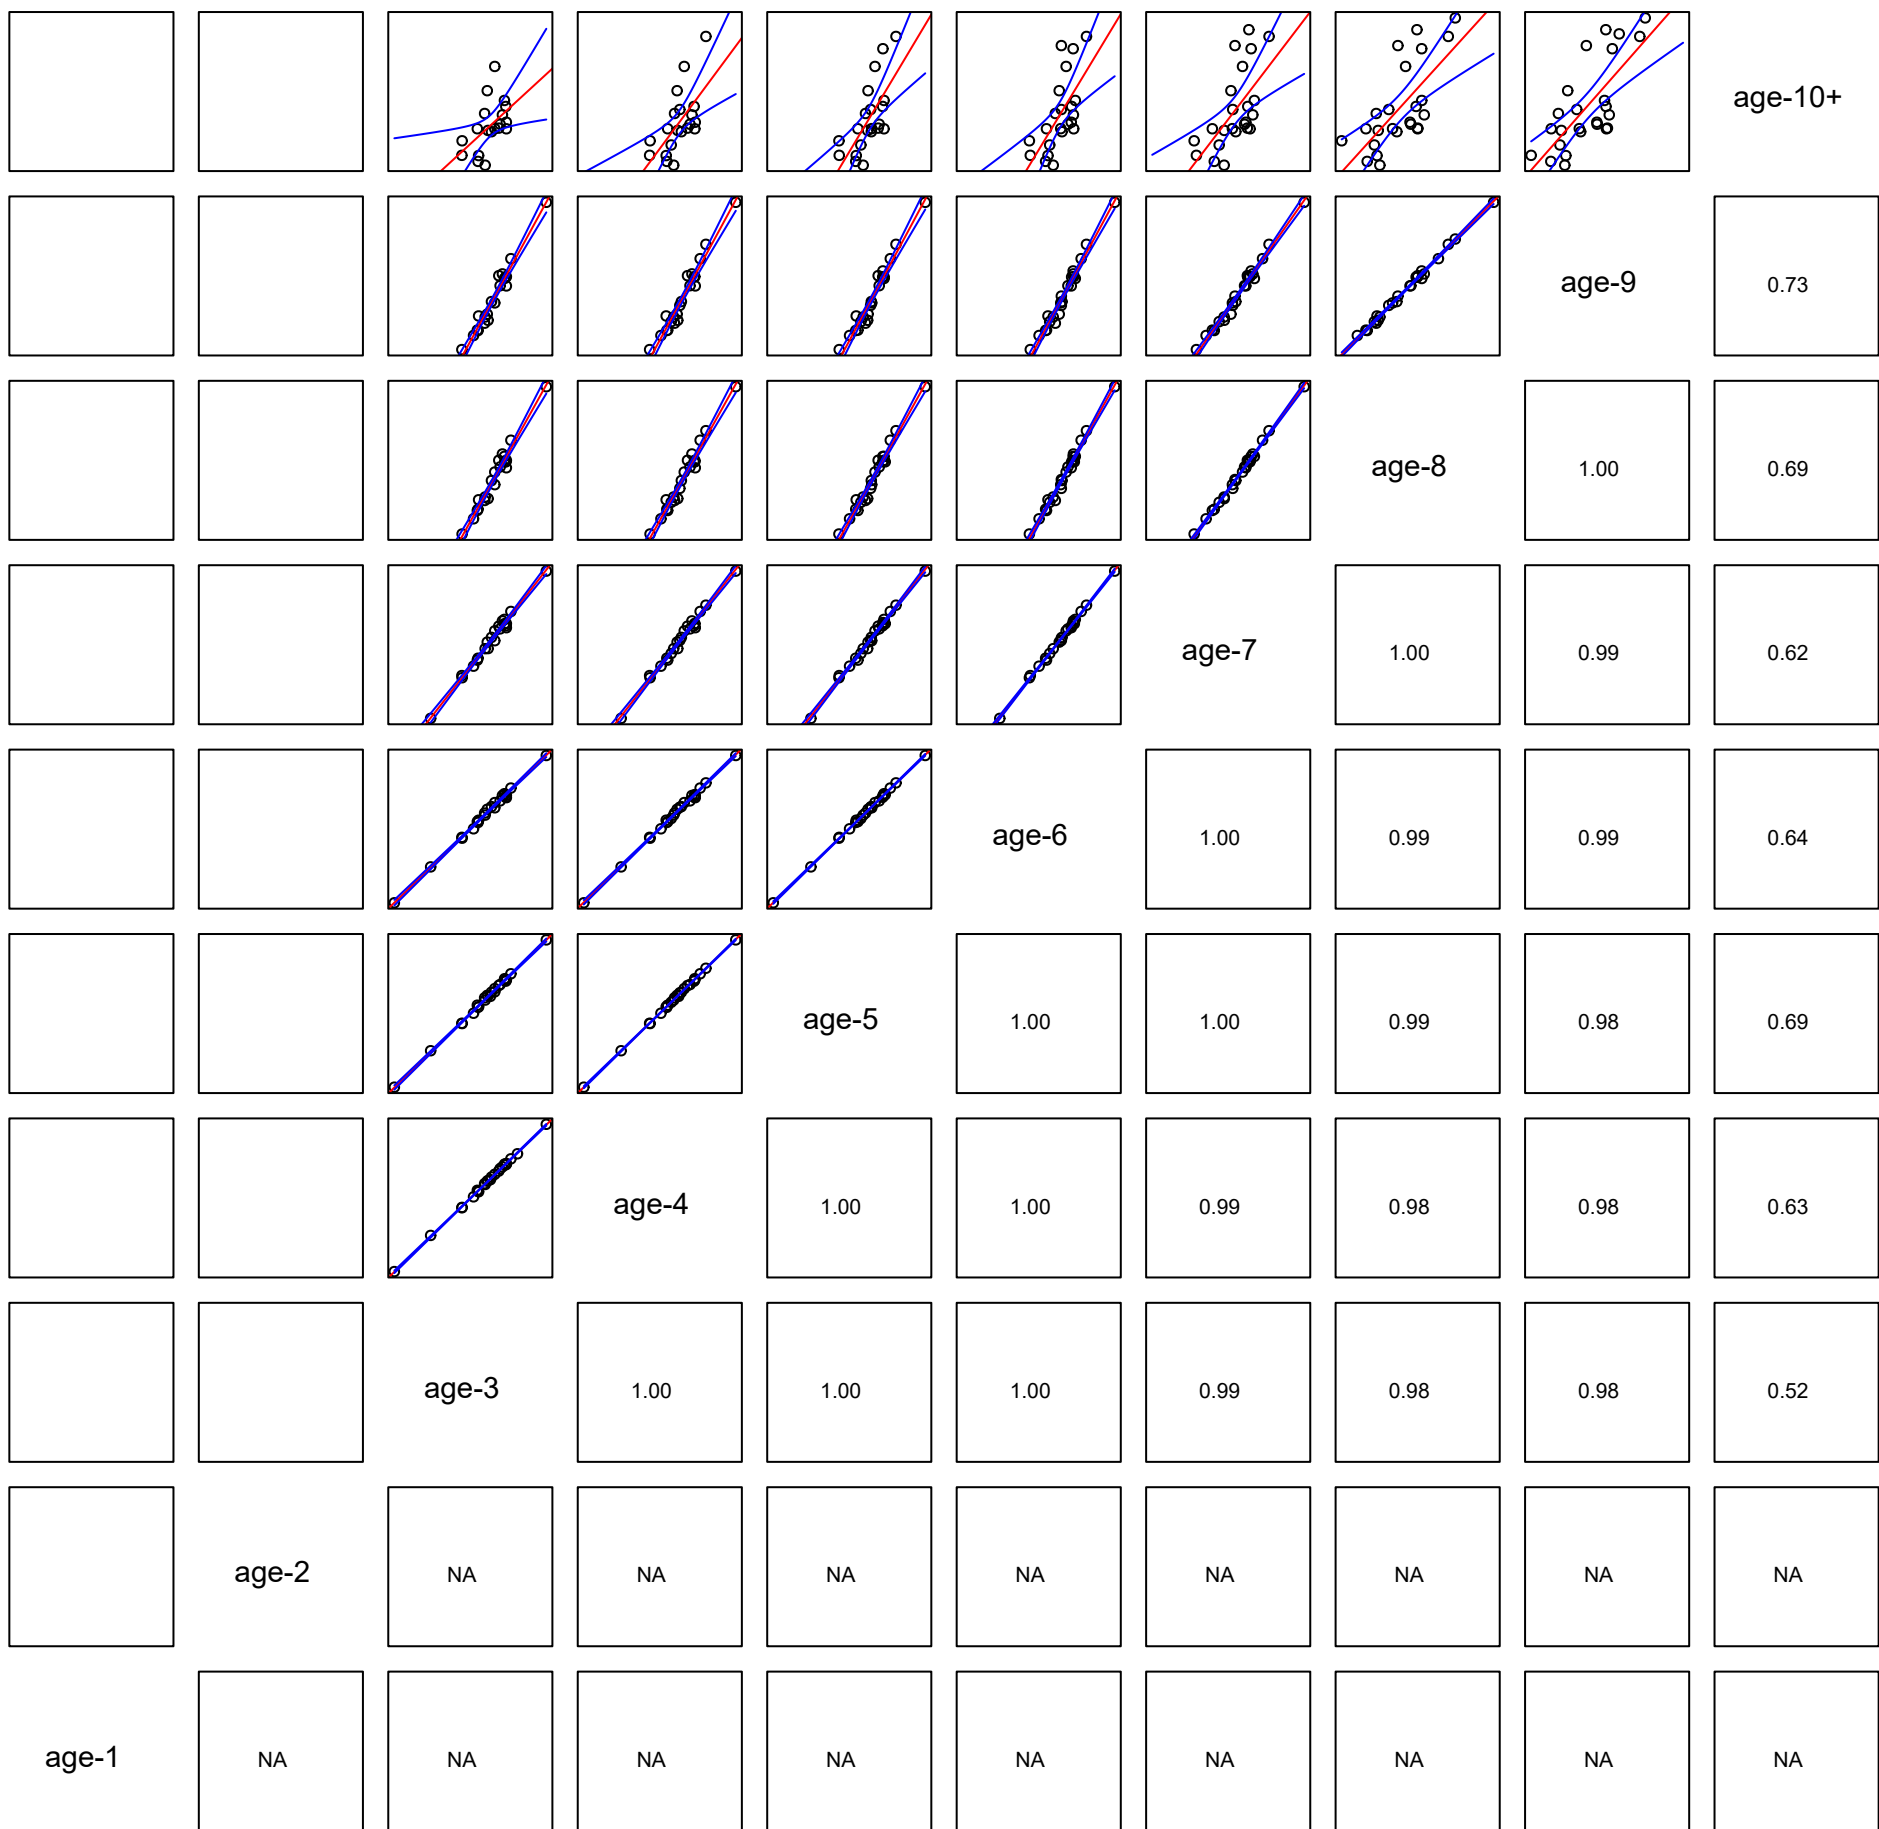 age-10+
age-9 0.73
age-8 1.00 0.69
age-7 1.00 0.99 0.62
age-6 1.00 0.99 0.99 0.64
age-5 1.00 1.00 0.99 0.98 0.69
age-4 1.00 1.00 0.99 0.98 0.98 0.63
age-3 1.00 1.00 1.00 0.99 0.98 0.98 0.52
age-2 NA NA NA NA NA NA NA NA
age-1 NA NA NA NA NA NA NA NA NA